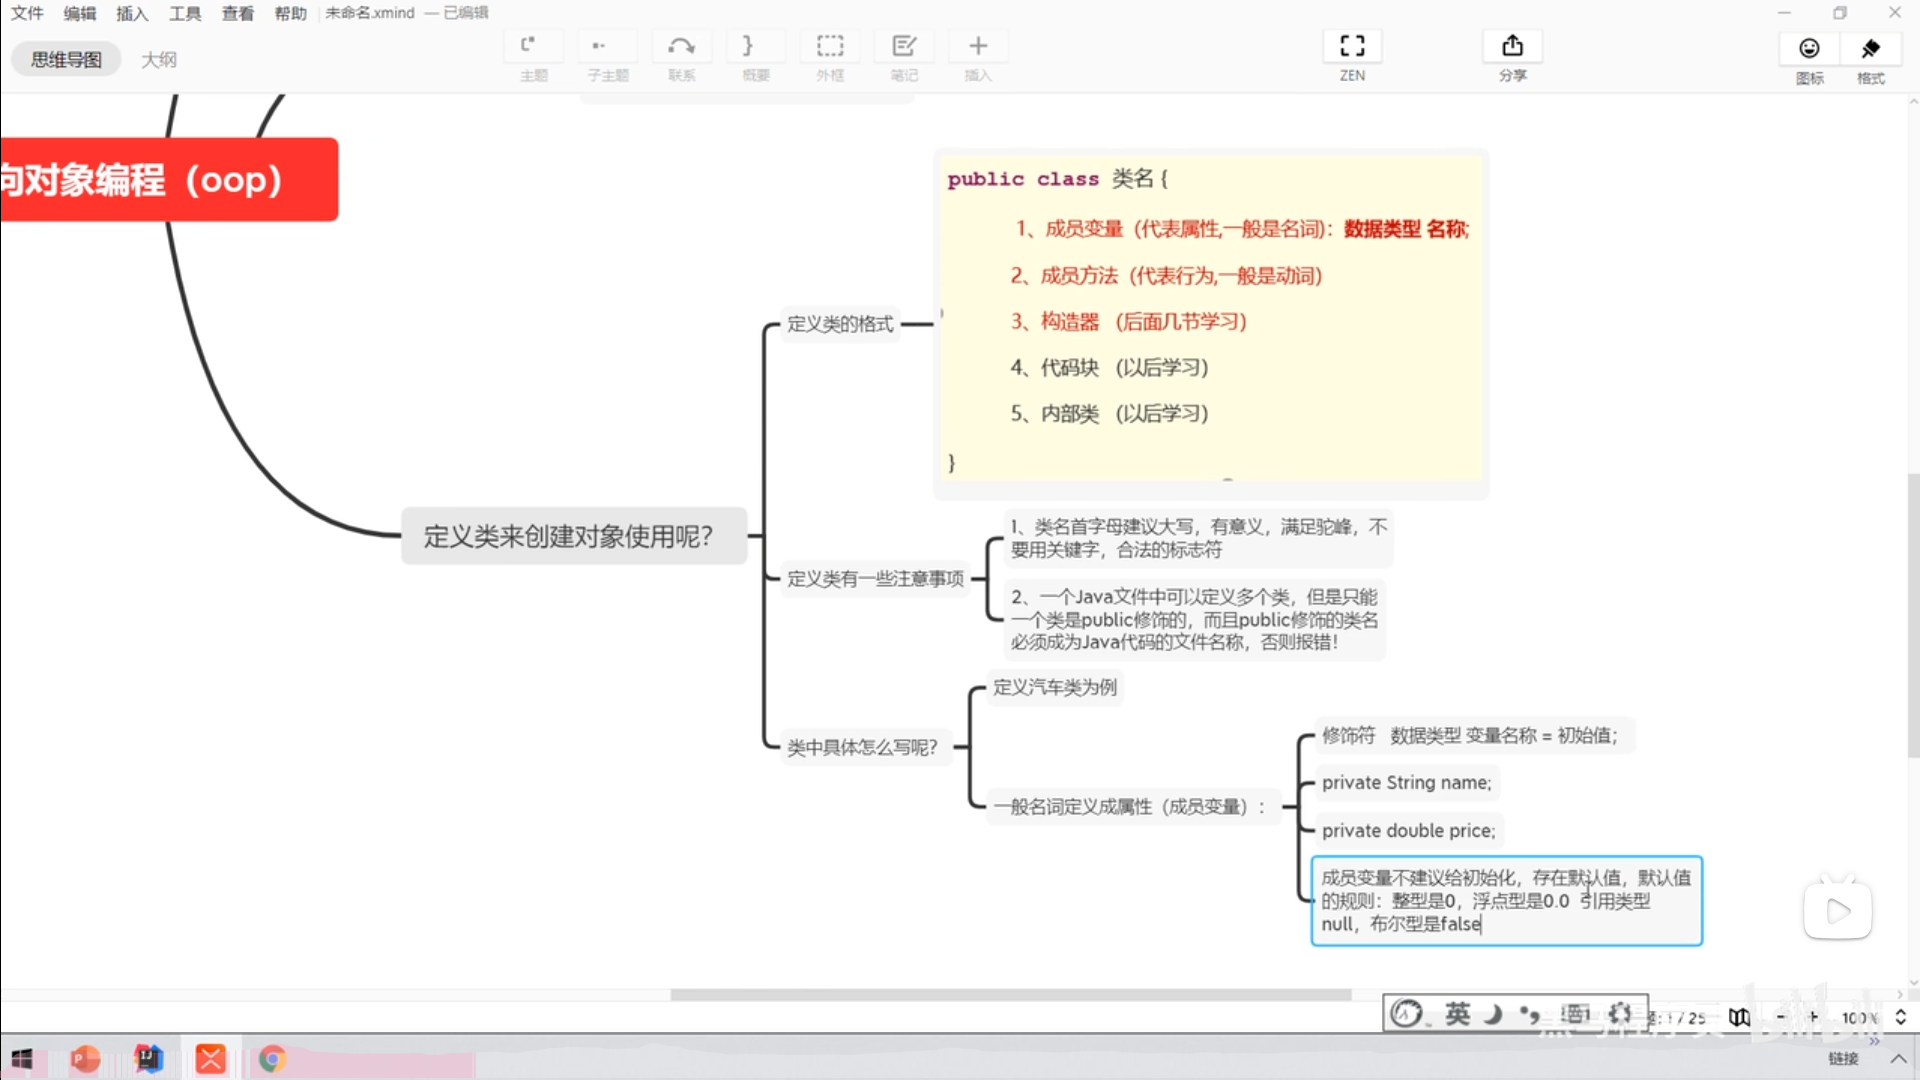 文件 编辑 插入 工具 查看 帮助 未命名.xmind — 已编辑
思维导图 大纲
主题 子主题 联系 概要 外框 笔记 插入 ZEN 分享 图标 格式
向对象编程（oop）
public class 类名 {
1、成员变量（代表属性,一般是名词）：数据类型 名称;
2、成员方法（代表行为,一般是动词）
3、构造器 （后面几节学习）
4、代码块 （以后学习）
5、内部类 （以后学习）
}
定义类的格式
定义类来创建对象使用呢？
定义类有一些注意事项
1、类名首字母建议大写，有意义，满足驼峰，不
要用关键字，合法的标志符
2、一个Java文件中可以定义多个类，但是只能
一个类是public修饰的，而且public修饰的类名
必须成为Java代码的文件名称，否则报错！
类中具体怎么写呢？
定义汽车类为例
一般名词定义成属性（成员变量）：
修饰符 数据类型 变量名称 = 初始值；
private String name;
private double price;
成员变量不建议给初始化，存在默认值，默认值
的规则：整型是0，浮点型是0.0 引用类型
null，布尔型是false
英
100%
链接